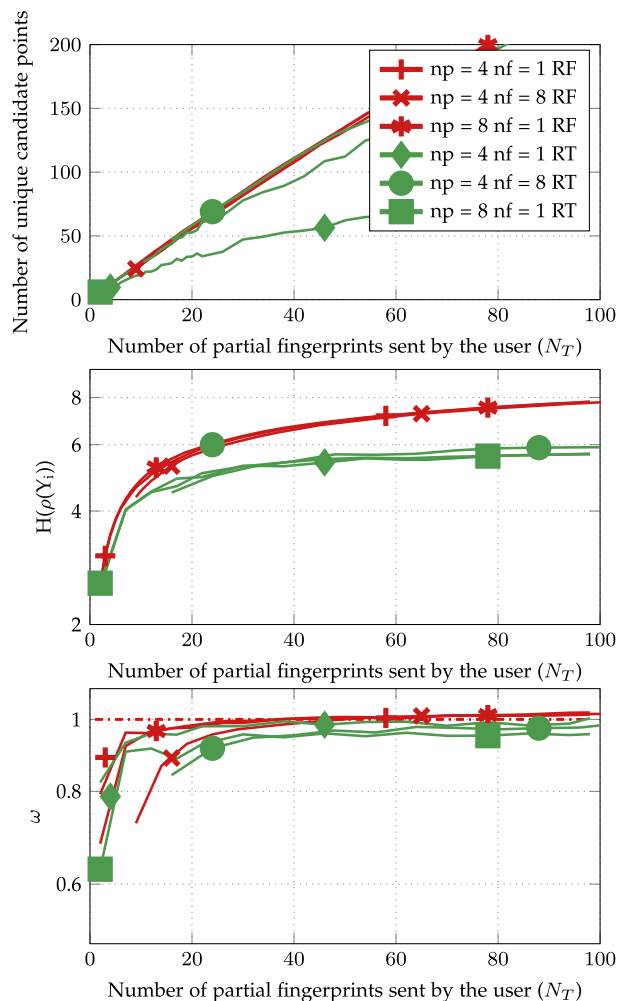 Number of unique candidate points
200
150
100
50
0
np = 4 nf = 1 RF
np = 4 nf = 8 RF
np = 8 nf = 1 RF
np = 4 nf = 1 RT
np = 4 nf = 8 RT
np = 8 nf = 1 RT
0 20 40 60 80 100
Number of partial fingerprints sent by the user (N_T)
H(ρ(Y_i))
8
6
4
2
0 20 40 60 80 100
Number of partial fingerprints sent by the user (N_T)
ω
1
0.8
0.6
0 20 40 60 80 100
Number of partial fingerprints sent by the user (N_T)